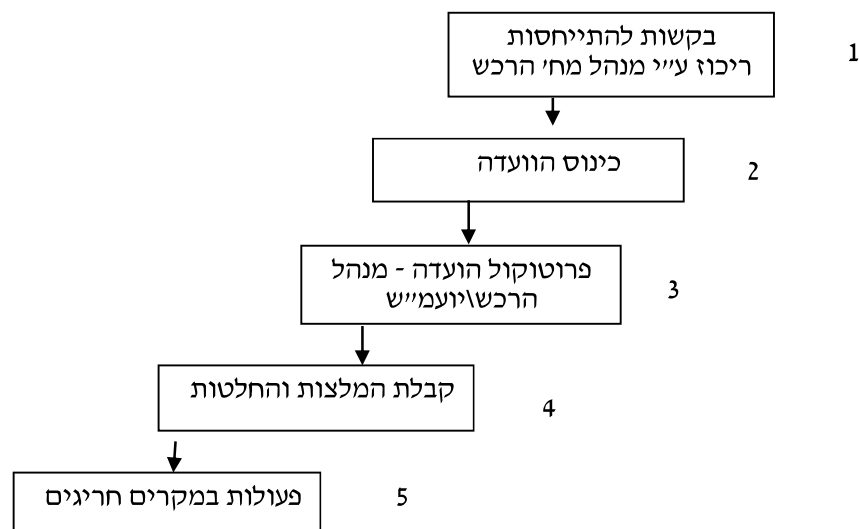 בקשות להתייחסות
ריכוז ע״י מנהל מח׳ הרכש
1
כינוס הוועדה
2
פרוטוקול הועדה - מנהל
הרכש\יועמ״ש
3
קבלת המלצות והחלטות
4
פעולות במקרים חריגים
5